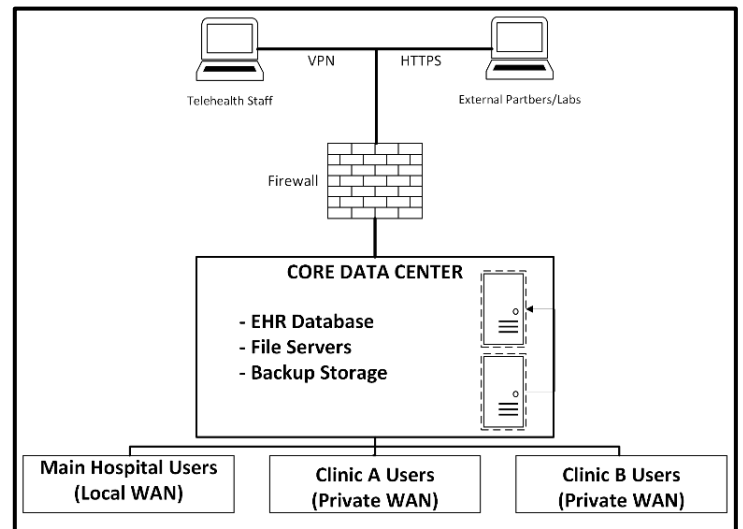 VPN
HTTPS
Telehealth Staff
External Partbers/Labs
Firewall
CORE DATA CENTER
- EHR Database
- File Servers
- Backup Storage
Main Hospital Users
(Local WAN)
Clinic A Users
(Private WAN)
Clinic B Users
(Private WAN)